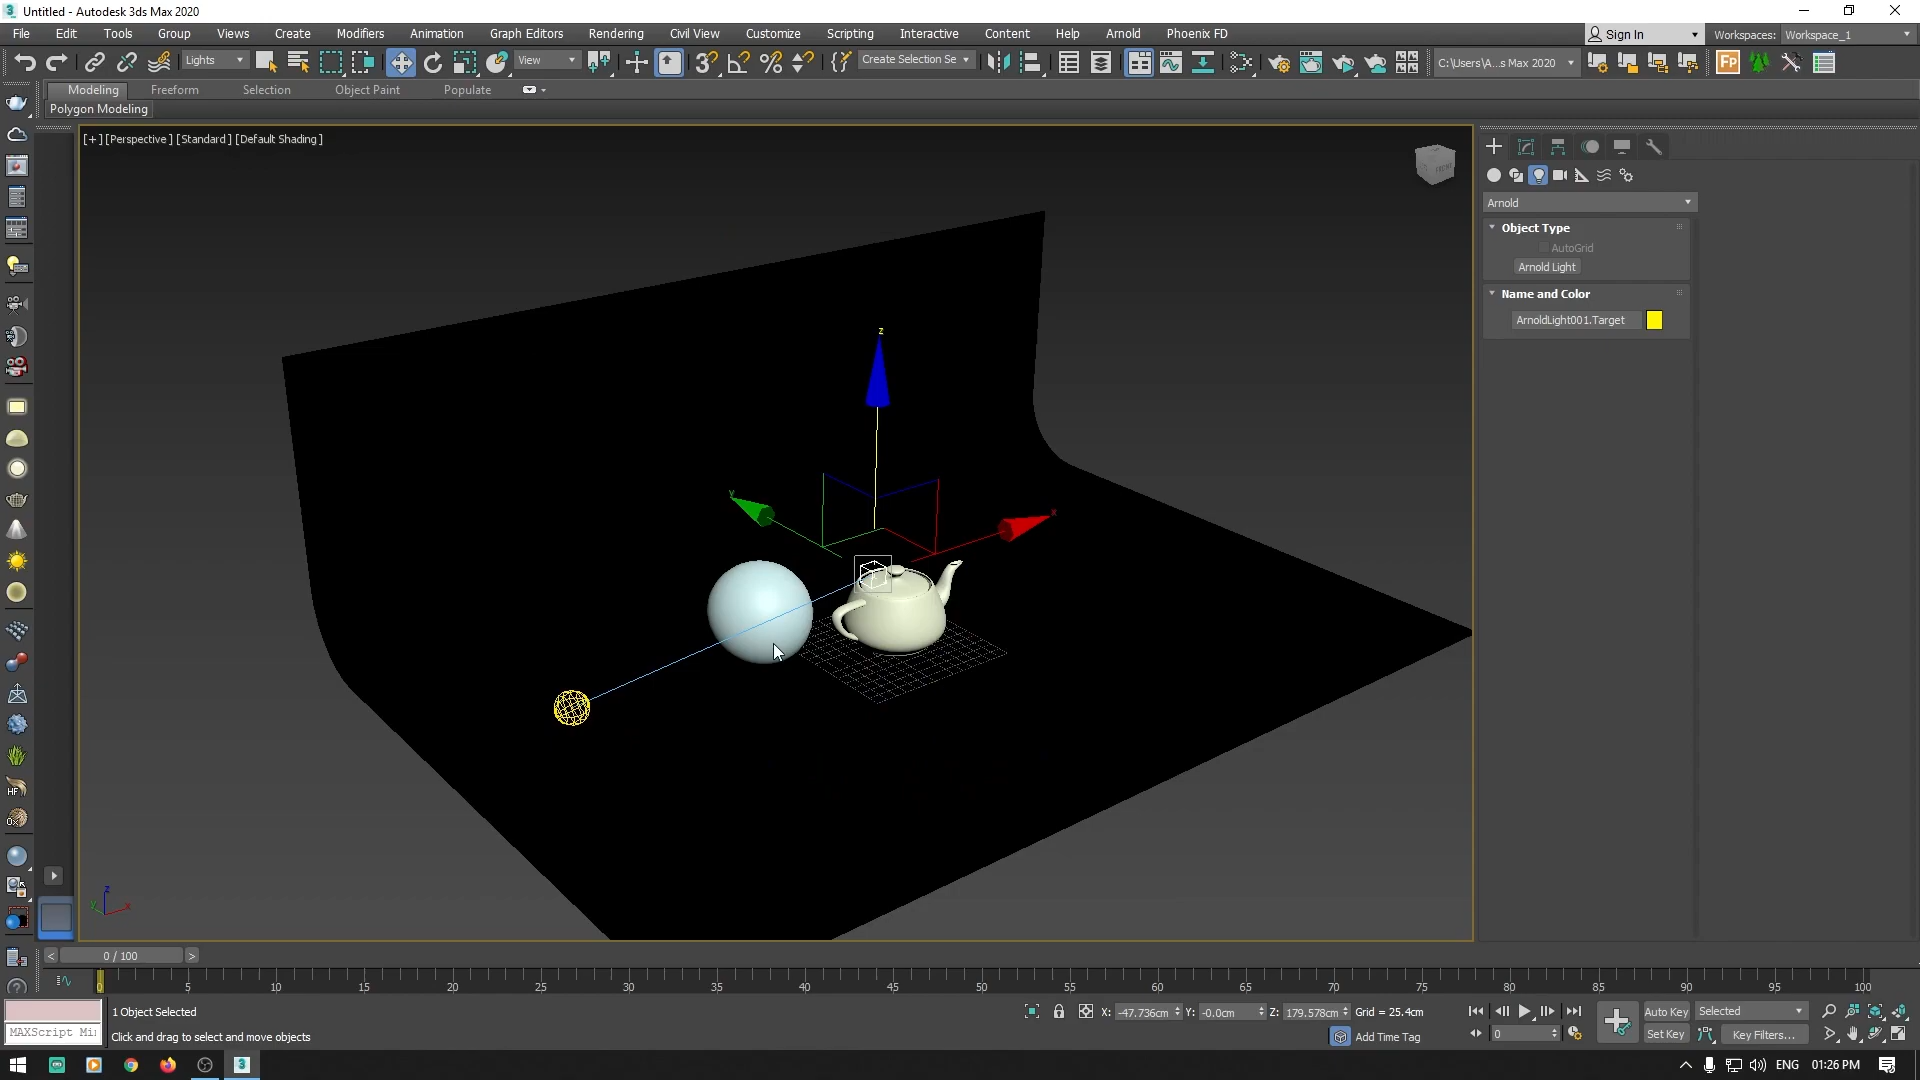 Untitled - Autodesk 3ds Max 2020
File Edit Tools Group Views Create Modifiers Animation Graph Editors Rendering Civil View Customize Scripting Interactive Content Help Arnold Phoenix FD
Sign In Workspaces: Workspace_1
Lights View Create Selection Se C:\Users\A...s Max 2020
Modeling Freeform Selection Object Paint Populate
Polygon Modeling
[+] [Perspective] [Standard] [Default Shading]
Arnold
Object Type
AutoGrid
Arnold Light
Name and Color
ArnoldLight001.Target
z
y
x
z
y
x
< 0 / 100 >
0 5 10 15 20 25 30 35 40 45 50 55 60 65 70 75 80 85 90 95 100
1 Object Selected X: -47.736cm Y: -0.0cm Z: 179.578cm Grid = 25.4cm Auto Key Selected
MAXScript Mi Click and drag to select and move objects Add Time Tag 0 Set Key Key Filters...
ENG 01:26 PM